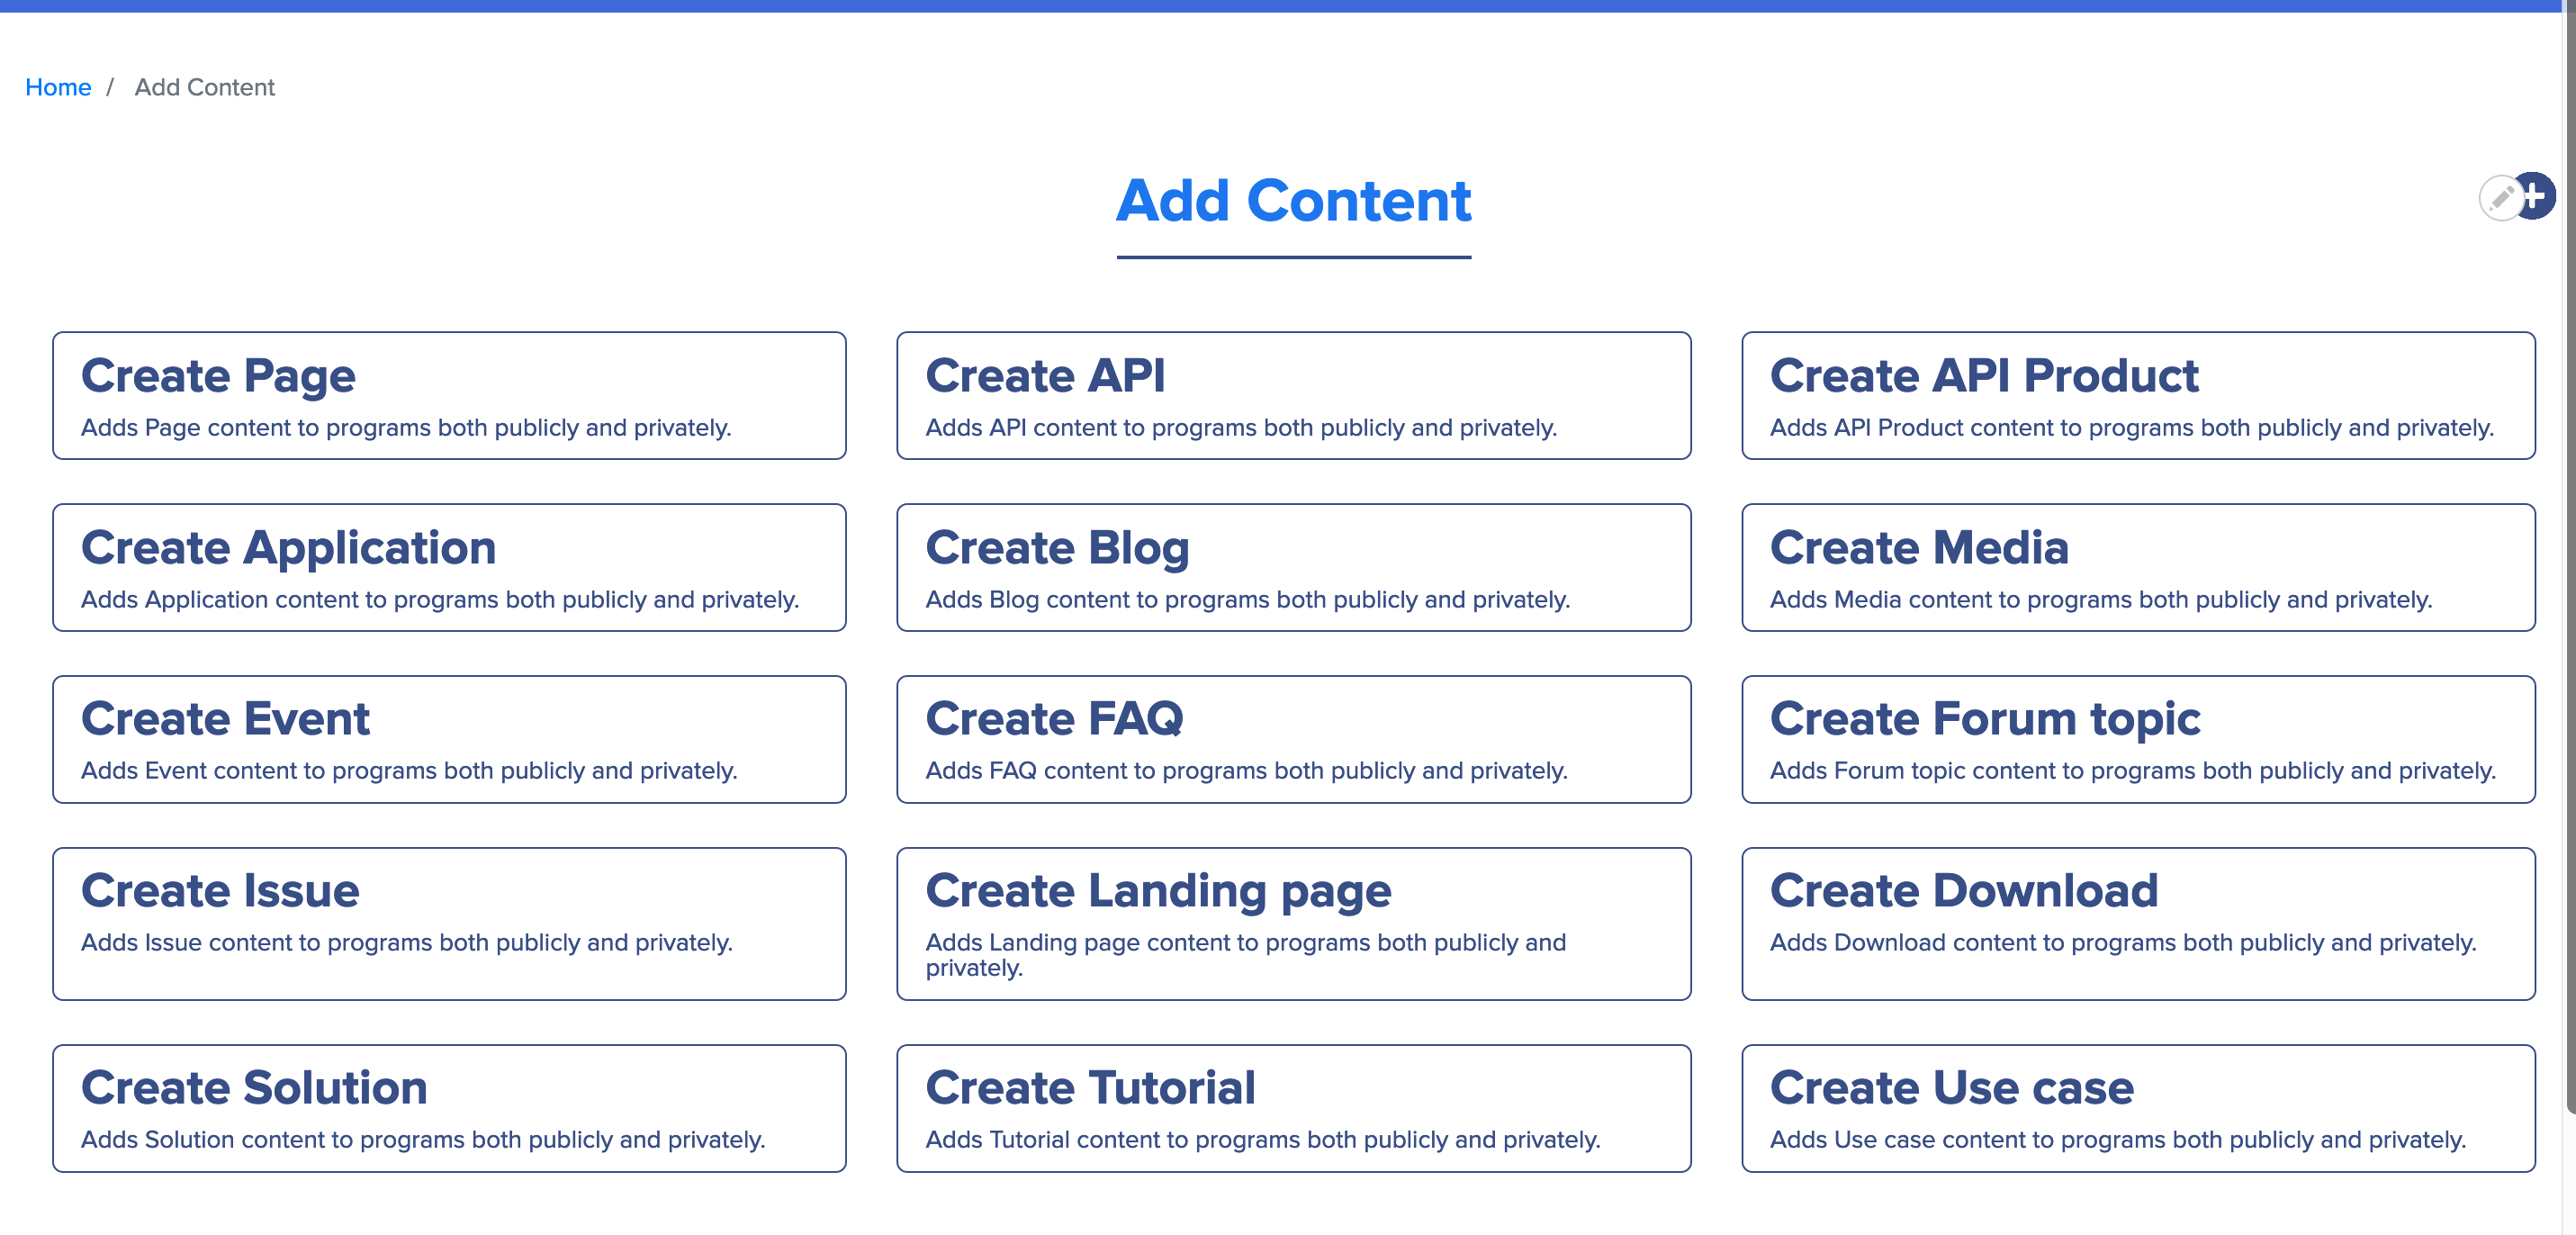 Home / Add Content
Add Content
Create Page
Adds Page content to programs both publicly and privately.
Create API
Adds API content to programs both publicly and privately.
Create API Product
Adds API Product content to programs both publicly and privately.
Create Application
Adds Application content to programs both publicly and privately.
Create Blog
Adds Blog content to programs both publicly and privately.
Create Media
Adds Media content to programs both publicly and privately.
Create Event
Adds Event content to programs both publicly and privately.
Create FAQ
Adds FAQ content to programs both publicly and privately.
Create Forum topic
Adds Forum topic content to programs both publicly and privately.
Create Issue
Adds Issue content to programs both publicly and privately.
Create Landing page
Adds Landing page content to programs both publicly and
privately.
Create Download
Adds Download content to programs both publicly and privately.
Create Solution
Adds Solution content to programs both publicly and privately.
Create Tutorial
Adds Tutorial content to programs both publicly and privately.
Create Use case
Adds Use case content to programs both publicly and privately.